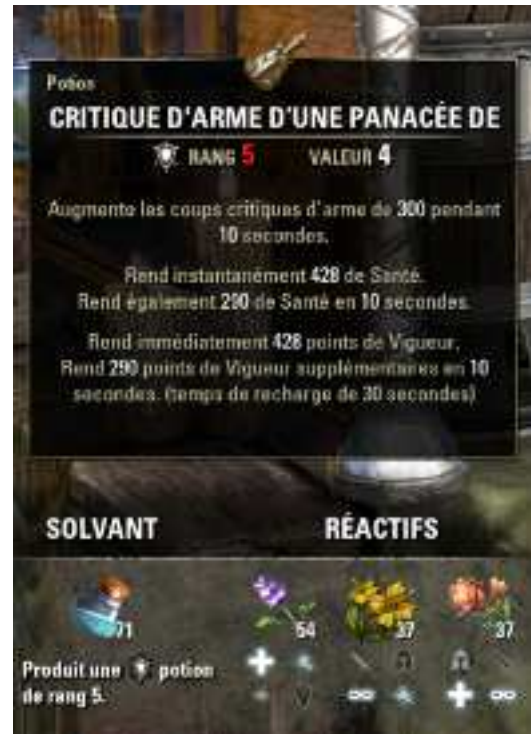 Potion
CRITIQUE D'ARME D'UNE PANACÉE DE
RANG 5 VALEUR 4
Augmente les coups critiques d'arme de 300 pendant
10 secondes.
Rend instantanément 428 de Santé.
Rend également 290 de Santé en 10 secondes.
Rend immédiatement 428 points de Vigueur,
Rend 290 points de Vigueur supplémentaires en 10
secondes. (temps de recharge de 30 secondes)
SOLVANT RÉACTIFS
71 54 37 37
Produit une potion
de rang 5.